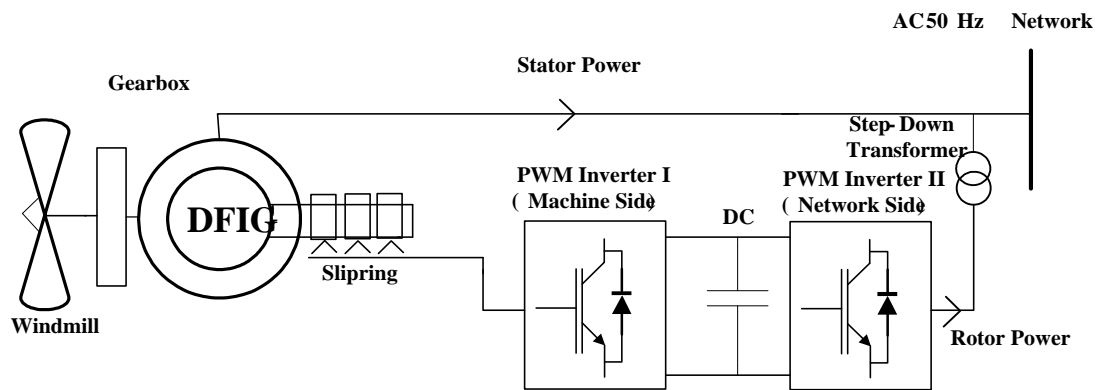 AC50 Hz Network
Stator Power
Gearbox
Step-Down
Transformer
PWM Inverter I
( Machine Side)
PWM Inverter II
( Network Side)
DFIG
DC
Slipring
Windmill
Rotor Power